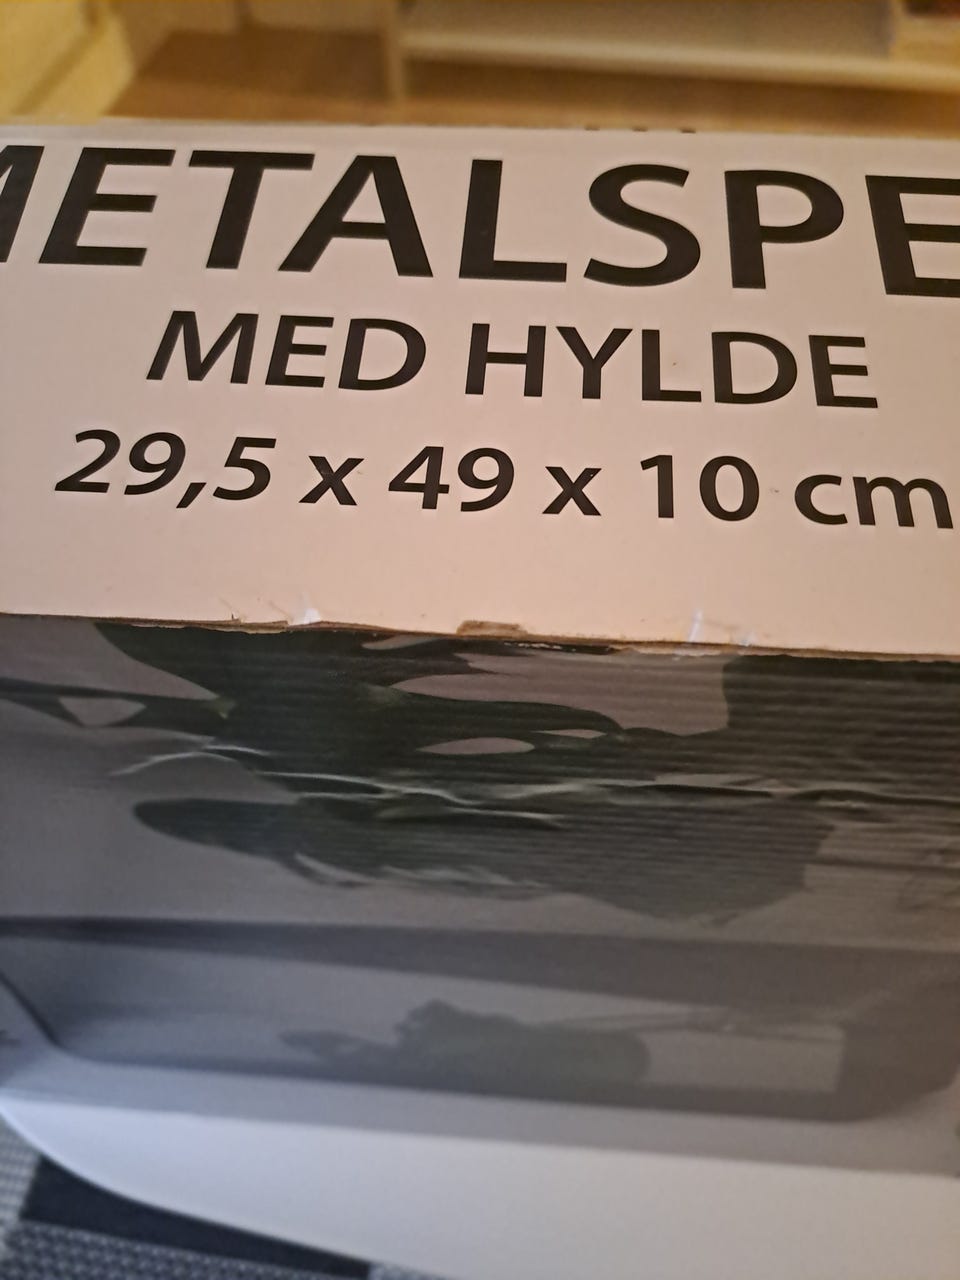 METALSPE
MED HYLDE
29,5 x 49 x 10 cm